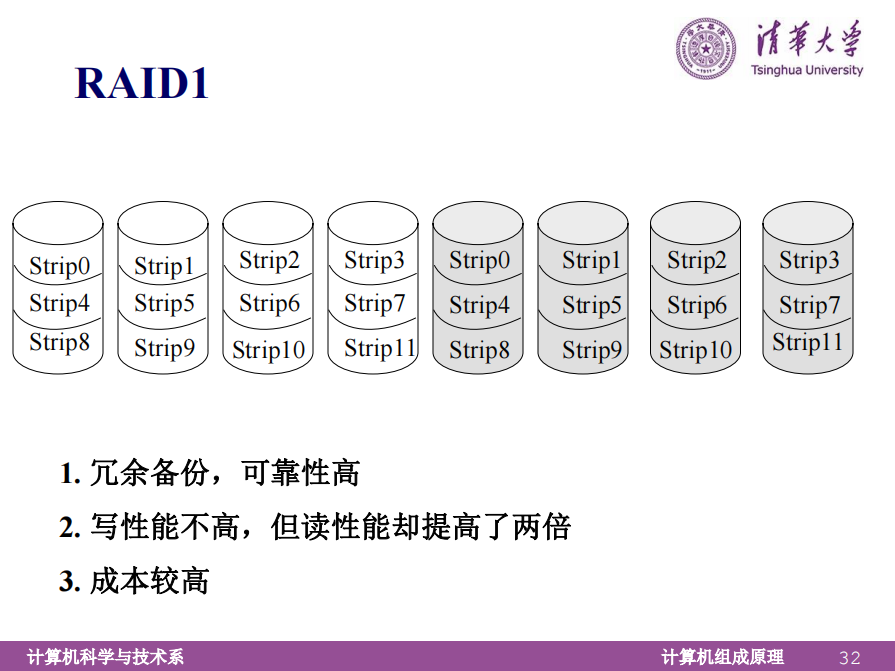 清华大学
Tsinghua University
RAID1
Strip0 Strip1 Strip2 Strip3 Strip0 Strip1 Strip2 Strip3
Strip4 Strip5 Strip6 Strip7 Strip4 Strip5 Strip6 Strip7
Strip8 Strip9 Strip10 Strip11 Strip8 Strip9 Strip10 Strip11
1. 冗余备份，可靠性高
2. 写性能不高，但读性能却提高了两倍
3. 成本较高
计算机科学与技术系 计算机组成原理 32